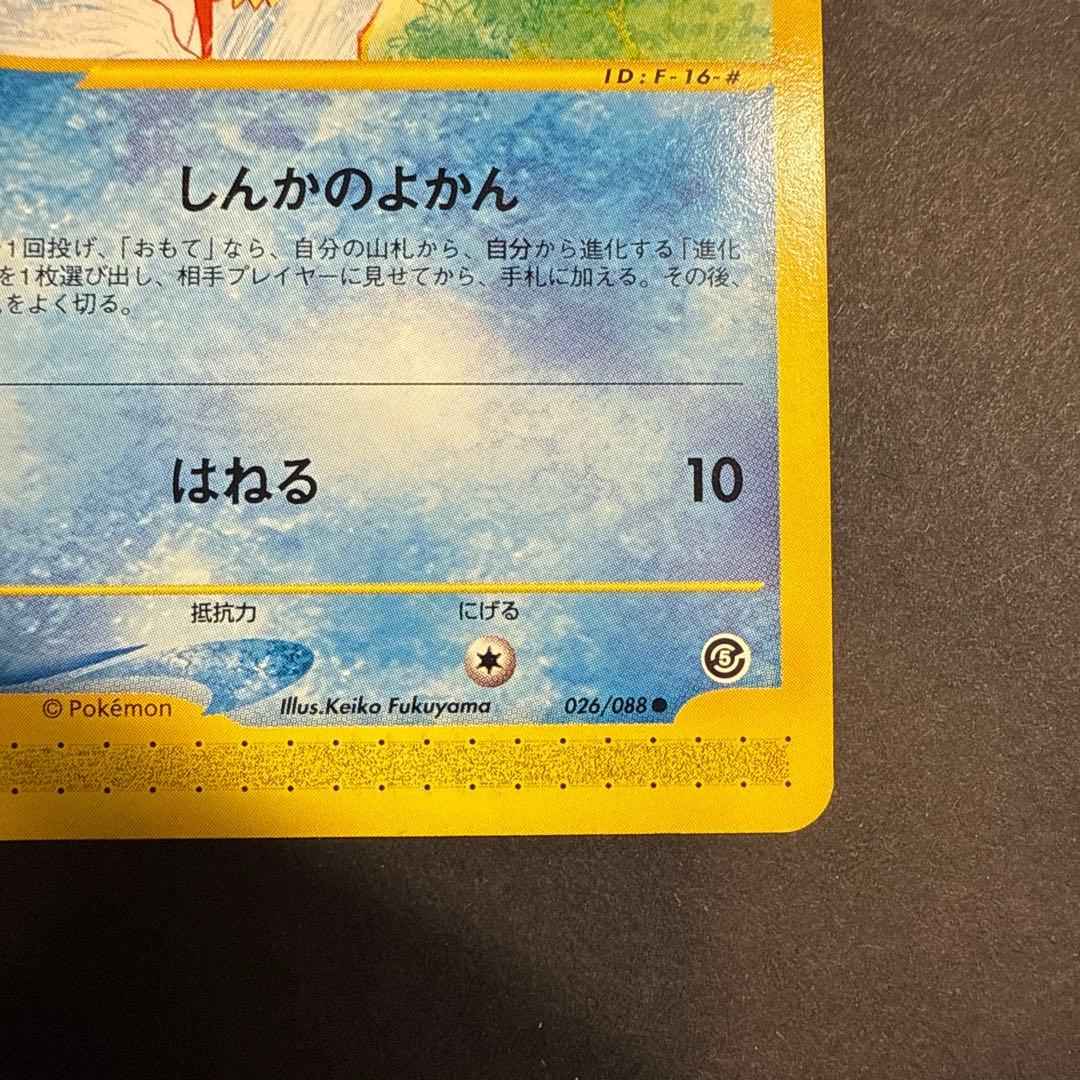 ID:F-16-#
しんかのよかん
1回投げ、「おもて」なら、自分の山札から、自分から進化する「進化
を1枚選び出し、相手プレイヤーに見せてから、手札に加える。その後、
をよく切る。
はねる 10
抵抗力 にげる
5
© Pokémon Illus.Keiko Fukuyama 026/088●